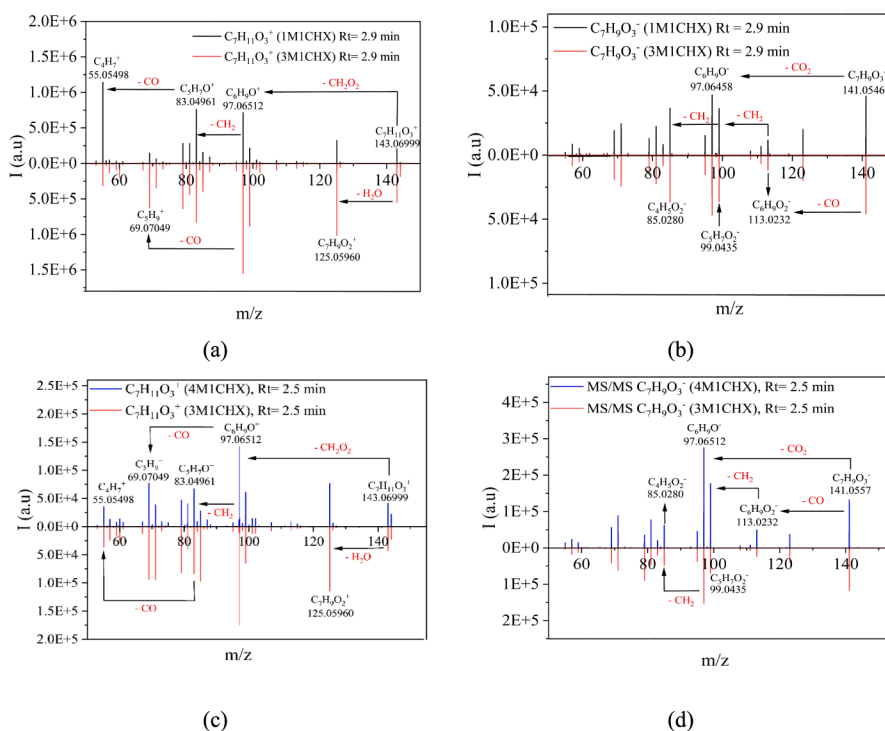 C₇H₁₁O₃⁺ (1M1CHX) Rt= 2.9 min
C₇H₁₁O₃⁺ (3M1CHX) Rt= 2.9 min
2.0E+6
1.5E+6
1.0E+6
5.0E+5
0.0E+0
5.0E+5
1.0E+6
1.5E+6
I (a.u)
C₄H₇⁺
55.05498
- CO
C₅H₇O⁺
83.04961
C₆H₉O⁺
97.06512
- CH₂O₂
- CH₂
C₇H₁₁O₃⁺
143.06999
60 80 100 120 140
- H₂O
C₅H₉⁺
69.07049
- CO
C₇H₉O₂⁺
125.05960
m/z
(a)
C₇H₉O₃⁻ (1M1CHX) Rt = 2.9 min
C₇H₉O₃⁻ (3M1CHX) Rt = 2.9 min
1.0E+5
5.0E+4
0.0E+0
5.0E+4
1.0E+5
I (a.u)
C₆H₉O⁻
97.06458
- CO₂
C₇H₉O₃⁻
141.0546
- CH₂
- CH₂
60 80 100 120 140
C₄H₅O₂⁻
85.0280
C₆H₉O₂⁻
113.0232
- CO
C₅H₇O₂⁻
99.0435
m/z
(b)
C₇H₁₁O₃⁺ (4M1CHX), Rt= 2.5 min
C₇H₁₁O₃⁺ (3M1CHX), Rt= 2.5 min
2.5E+5
2.0E+5
1.5E+5
1.0E+5
5.0E+4
0.0E+0
5.0E+4
1.0E+5
1.5E+5
2.0E+5
I (a.u)
C₆H₉O⁺
97.06512
- CO
- CH₂O₂
C₅H₉⁻
69.07049
C₅H₇O⁻
83.04961
C₄H₇⁺
55.05498
C₇H₁₁O₃⁺
143.06999
- CH₂
60 80 100 120 140
- H₂O
- CO
C₇H₉O₂⁺
125.05960
m/z
(c)
MS/MS C₇H₉O₃⁻ (4M1CHX), Rt= 2.5 min
MS/MS C₇H₉O₃⁻ (3M1CHX), Rt= 2.5 min
4E+5
3E+5
2E+5
1E+5
0E+0
1E+5
2E+5
I (a.u)
C₆H₉O⁻
97.06512
- CO₂
C₄H₅O₂⁻
85.0280
- CH₂
C₇H₉O₃⁻
141.0557
- CO
C₆H₉O₂⁻
113.0232
60 80 100 120 140
C₅H₇O₂⁻
99.0435
- CH₂
m/z
(d)